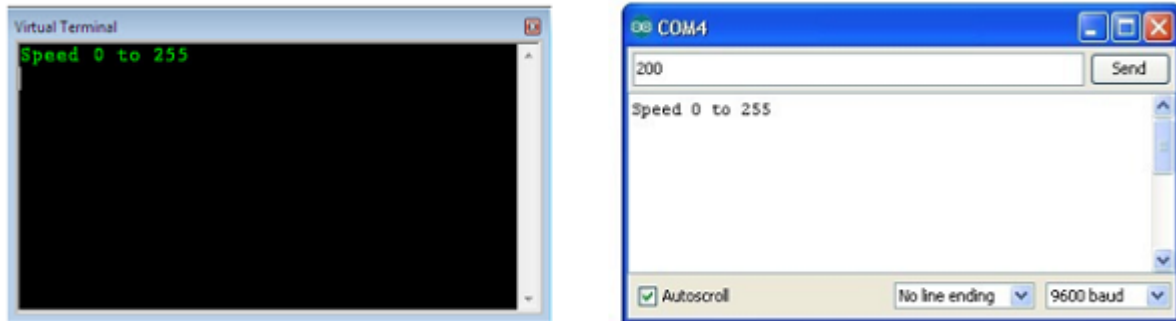 Virtual Terminal
Speed 0 to 255
COM4
200
Send
Speed 0 to 255
Autoscroll
No line ending
9600 baud